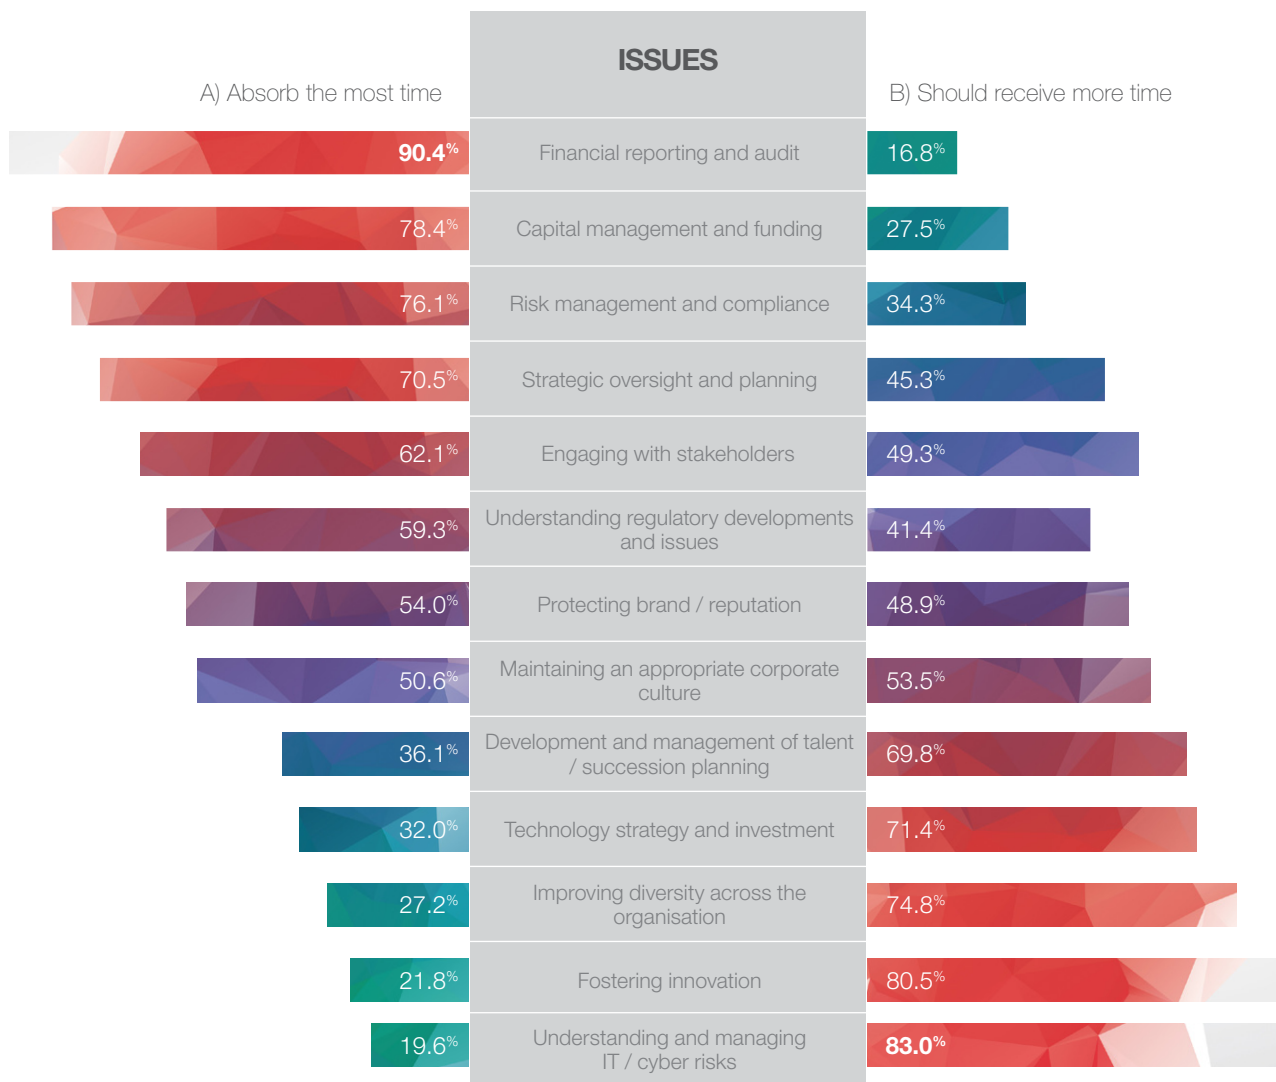 ISSUES
A) Absorb the most time
B) Should receive more time
90.4%
Financial reporting and audit
16.8%
78.4%
Capital management and funding
27.5%
76.1%
Risk management and compliance
34.3%
70.5%
Strategic oversight and planning
45.3%
62.1%
Engaging with stakeholders
49.3%
59.3%
Understanding regulatory developments
and issues
41.4%
54.0%
Protecting brand / reputation
48.9%
50.6%
Maintaining an appropriate corporate
culture
53.5%
36.1%
Development and management of talent
/ succession planning
69.8%
32.0%
Technology strategy and investment
71.4%
27.2%
Improving diversity across the
organisation
74.8%
21.8%
Fostering innovation
80.5%
19.6%
Understanding and managing
IT / cyber risks
83.0%